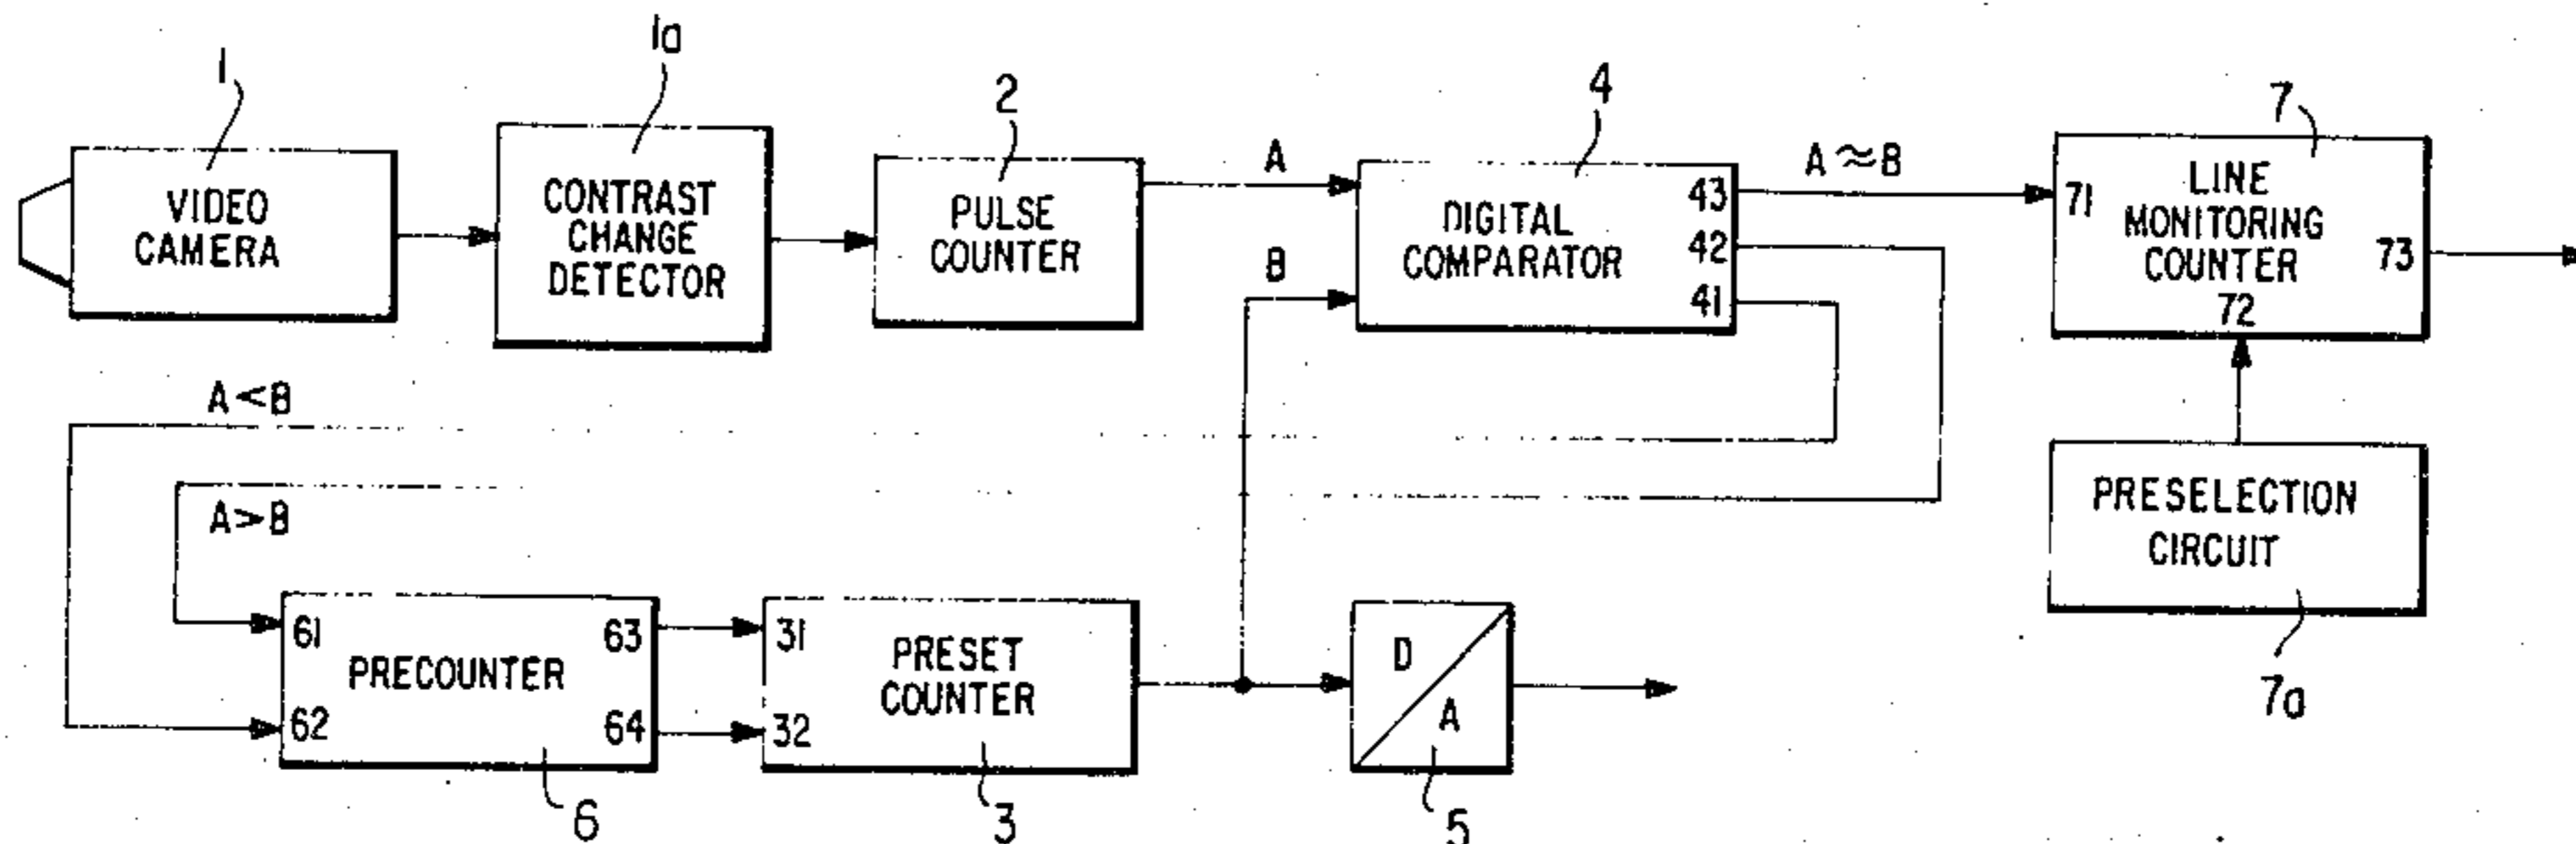 1
1a
2
4
7
VIDEO
CAMERA
CONTRAST
CHANGE
DETECTOR
PULSE
COUNTER
A
B
DIGITAL
COMPARATOR
43
42
41
A≈B
71
LINE
MONITORING
COUNTER
72
73
A<B
A>B
PRESELECTION
CIRCUIT
7a
61
62
PRECOUNTER
63
64
6
31
32
PRESET
COUNTER
3
D
A
5